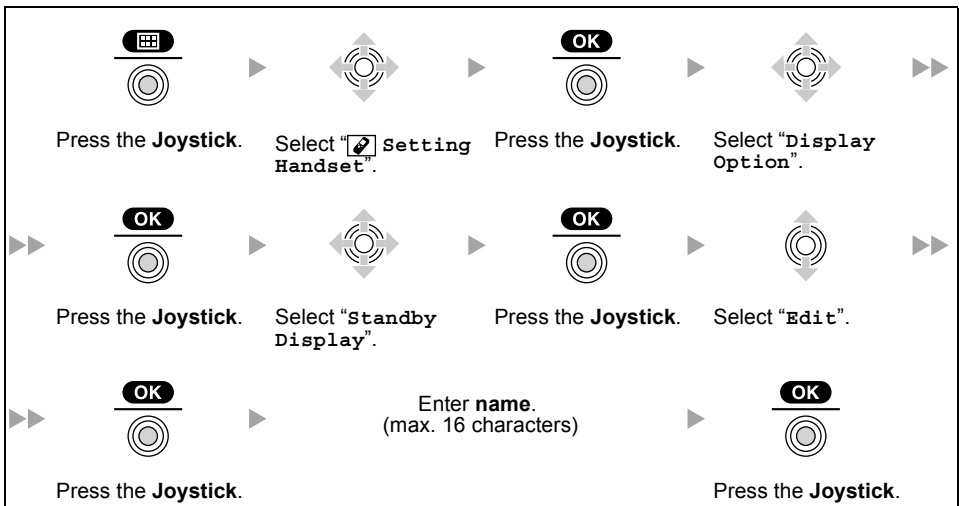 OK
Press the Joystick.
Select “ Setting
Handset”.
Press the Joystick.
Select “Display
Option”.
OK
OK
Press the Joystick.
Select “Standby
Display”.
Press the Joystick.
Select “Edit”.
OK
Enter name.
(max. 16 characters)
OK
Press the Joystick.
Press the Joystick.